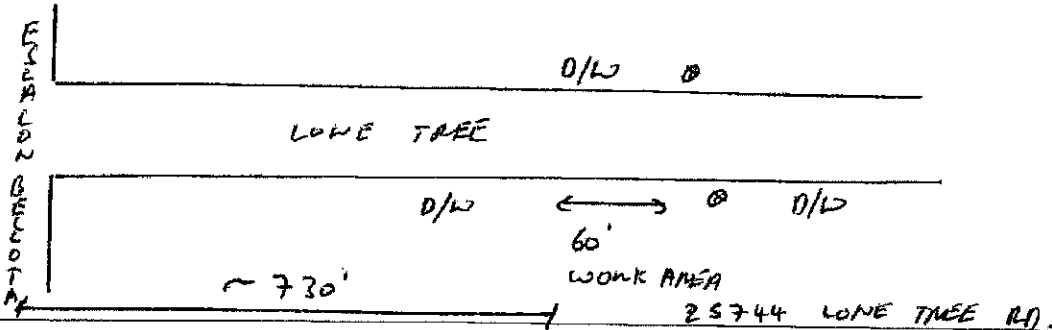 ESCALON BELLOTA
D/W
LONE TREE
D/W D/W
60'
WORK AREA
~ 730'
25744 LONE TREE RD.